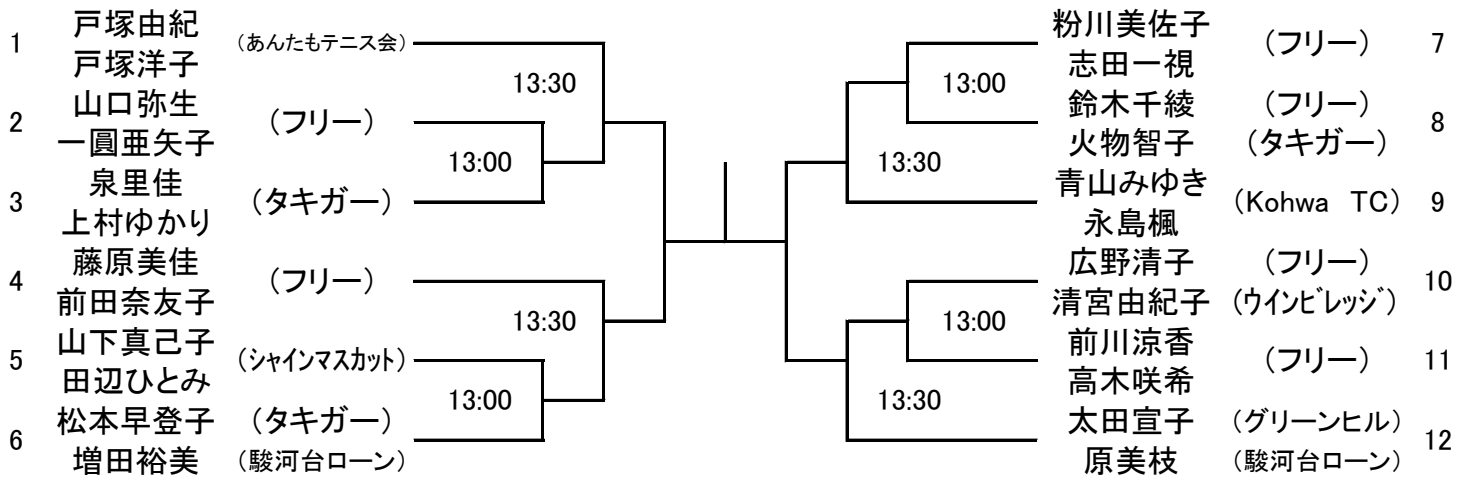 1 戸塚由紀 (あんたもテニス会)
戸塚洋子
13:30
2 山口弥生 (フリー)
一圓亜矢子
13:00
3 泉里佳 (タキガー)
上村ゆかり
4 藤原美佳 (フリー)
前田奈友子
13:30
5 山下真己子 (シャインマスカット)
田辺ひとみ
13:00
6 松本早登子 (タキガー)
増田裕美 (駿河台ローン)
粉川美佐子 (フリー) 7
志田一視
13:00
鈴木千綾 (フリー) 8
火物智子 (タキガー)
13:30
青山みゆき (Kohwa　TC) 9
永島楓
広野清子 (フリー) 10
清宮由紀子 (ウインビレッジ)
13:00
前川涼香 (フリー) 11
高木咲希
13:30
太田宣子 (グリーンヒル) 12
原美枝 (駿河台ローン)